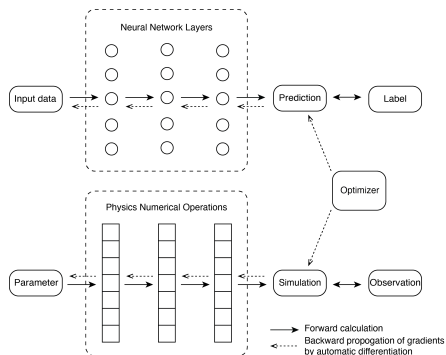 Neural Network Layers
Input data
Prediction
Label
Optimizer
Physics Numerical Operations
Parameter
Simulation
Observation
Forward calculation
Backward propogation of gradients
by automatic differentiation